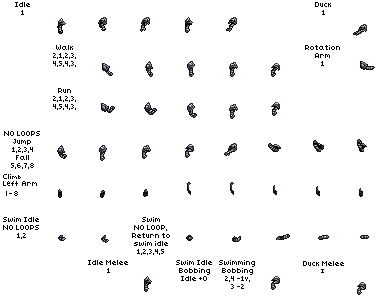 Idle
1
Duck
1
Walk
2,1,2,3,
4,5,4,3,
Rotation
Arm
1
Run
2,1,2,3,
4,5,4,3,
NO LOOPS
Jump
1,2,3,4
Fall
5,6,7,8
Climb
Left Arm
1-8
Swim Idle
NO LOOPS
1,2
Swim
NO LOOP,
Return to
swim idle
1,2,3,4,5
Idle Melee
1
Swim Idle
Bobbing
Idle +0
Swimming
Bobbing
2,4 -1v,
3 -2
Duck Melee
1